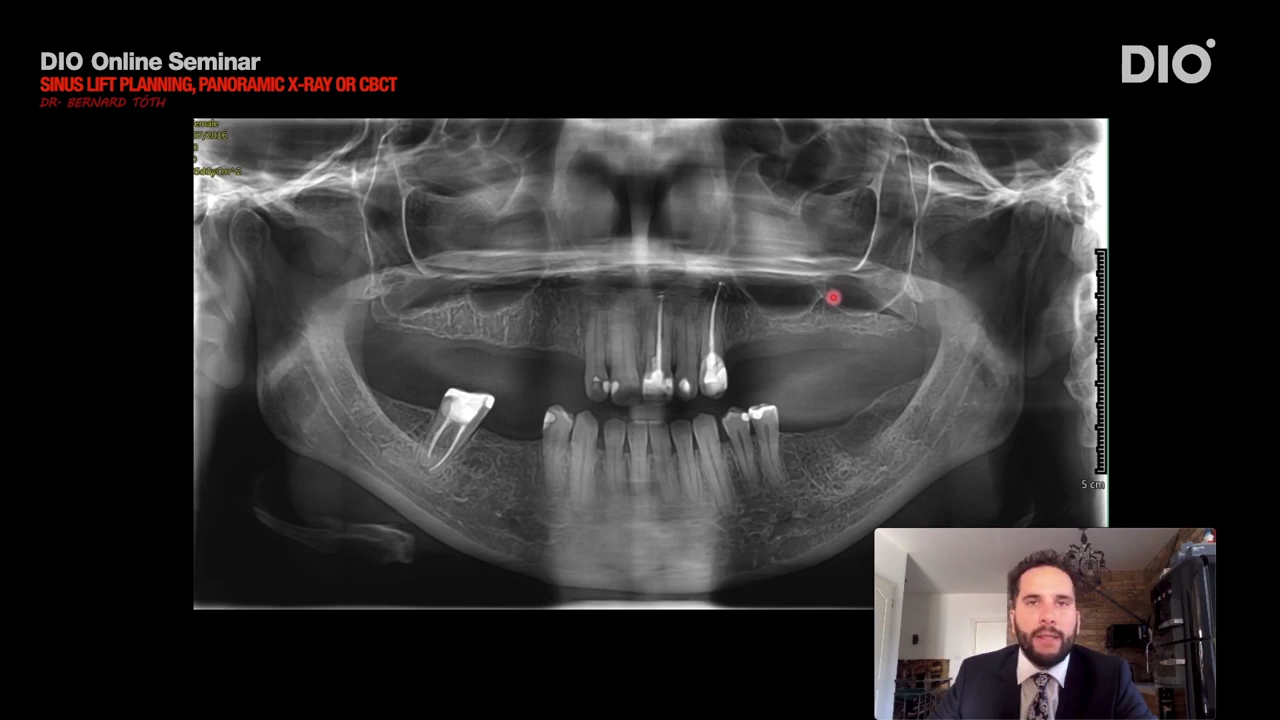 DIO Online Seminar
SINUS LIFT PLANNING, PANORAMIC X-RAY OR CBCT
DR. BERNARD TÓTH
DIO
5 cm